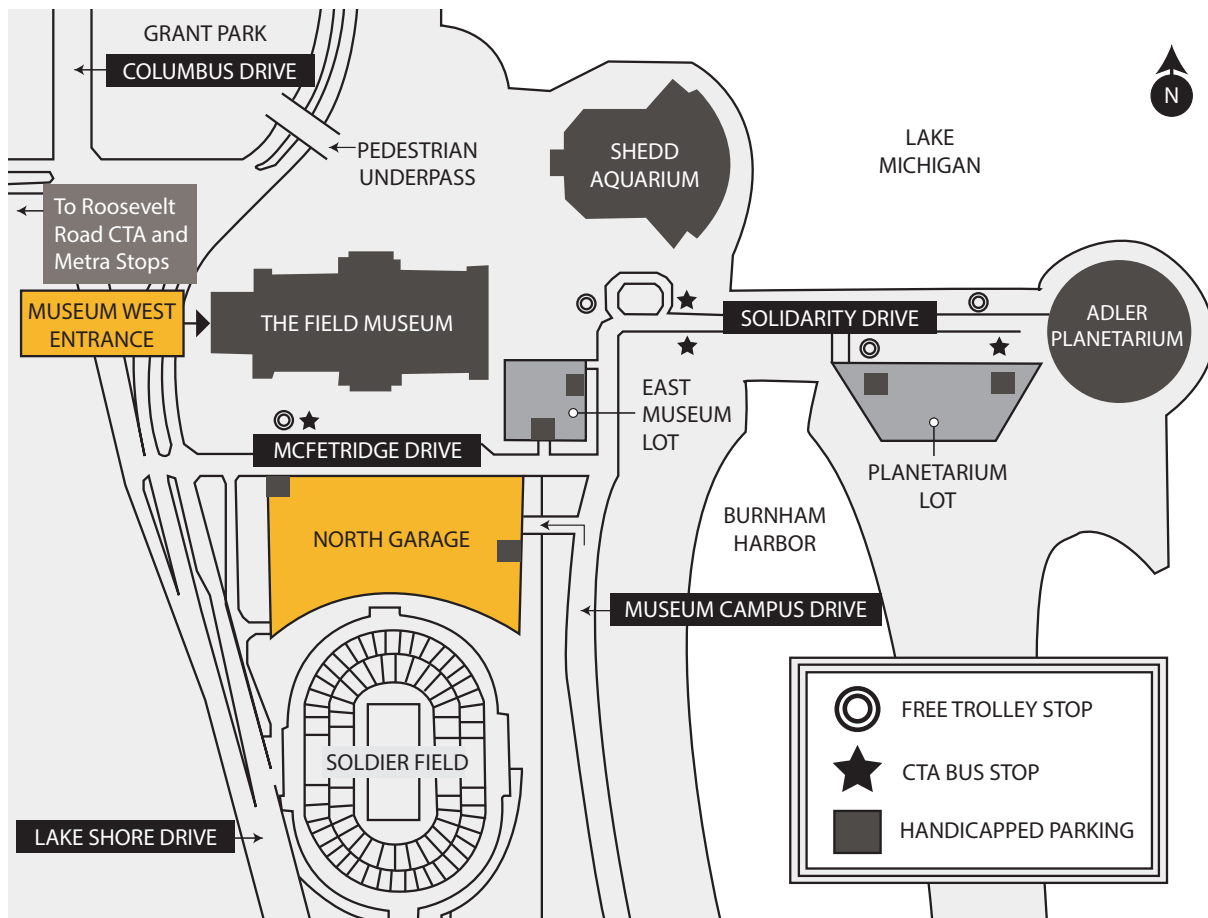 GRANT PARK
COLUMBUS DRIVE
N
PEDESTRIAN
UNDERPASS
SHEDD
AQUARIUM
LAKE
MICHIGAN
To Roosevelt
Road CTA and
Metra Stops
MUSEUM WEST
ENTRANCE
THE FIELD MUSEUM
SOLIDARITY DRIVE
ADLER
PLANETARIUM
EAST
MUSEUM
LOT
MCFETRIDGE DRIVE
PLANETARIUM
LOT
NORTH GARAGE
BURNHAM
HARBOR
MUSEUM CAMPUS DRIVE
SOLDIER FIELD
LAKE SHORE DRIVE
FREE TROLLEY STOP
CTA BUS STOP
HANDICAPPED PARKING